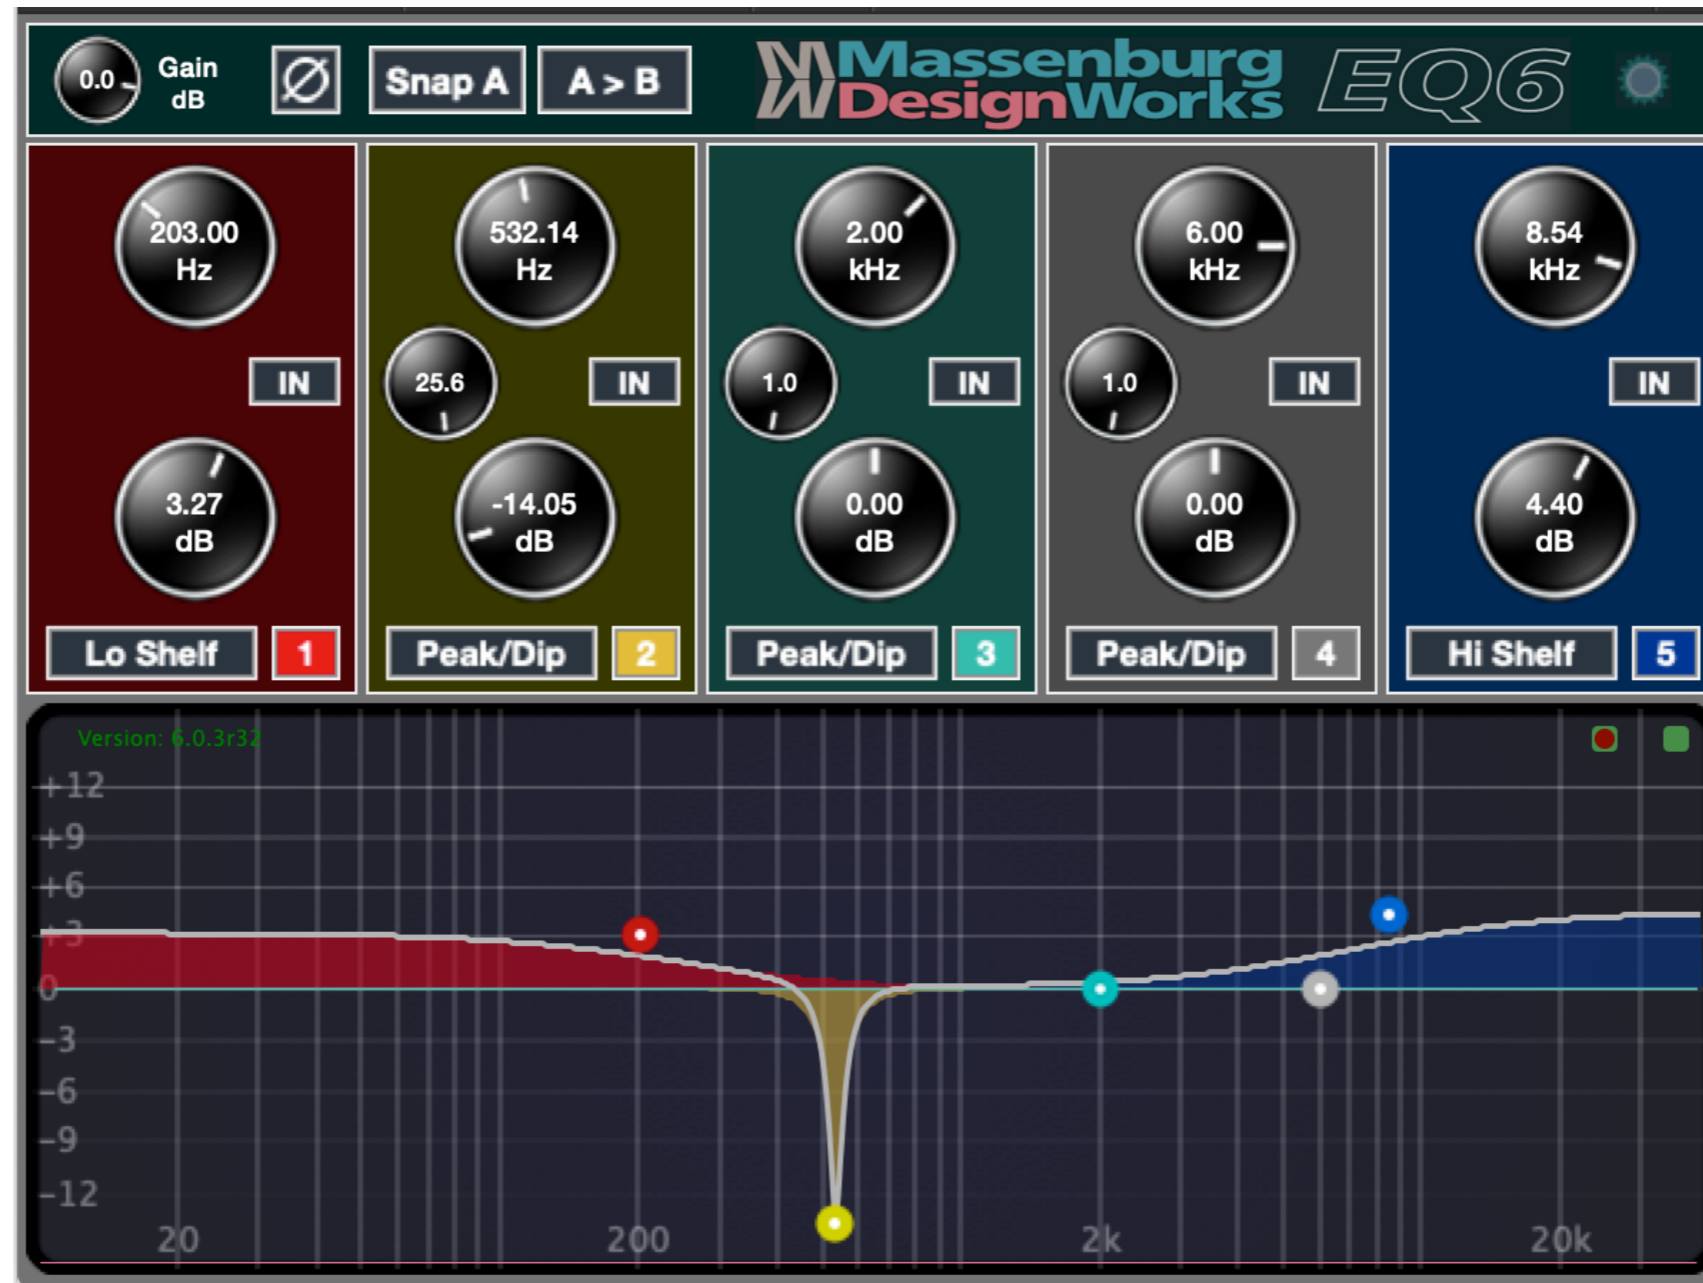 0.0 Gain dB Ø Snap A A > B Massenburg DesignWorks EQ6
203.00 Hz
IN
3.27 dB
Lo Shelf 1
532.14 Hz
25.6 IN
-14.05 dB
Peak/Dip 2
2.00 kHz
1.0 IN
0.00 dB
Peak/Dip 3
6.00 kHz
1.0 IN
0.00 dB
Peak/Dip 4
8.54 kHz
IN
4.40 dB
Hi Shelf 5
Version: 6.0.3r32
+12
+9
+6
+3
0
-3
-6
-9
-12
20 200 2k 20k